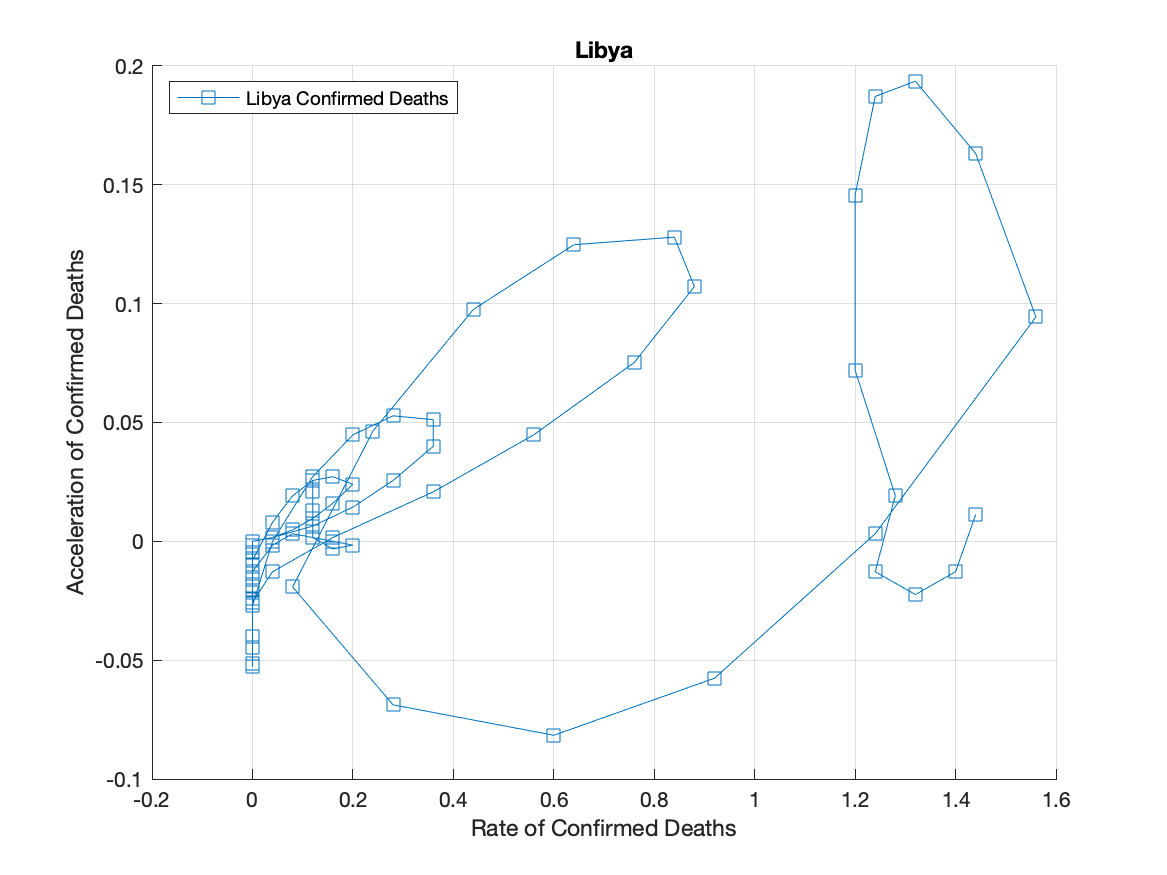 Libya
Libya Confirmed Deaths
0.2
0.15
0.1
0.05
0
-0.05
-0.1
Acceleration of Confirmed Deaths
-0.2 0 0.2 0.4 0.6 0.8 1 1.2 1.4 1.6
Rate of Confirmed Deaths